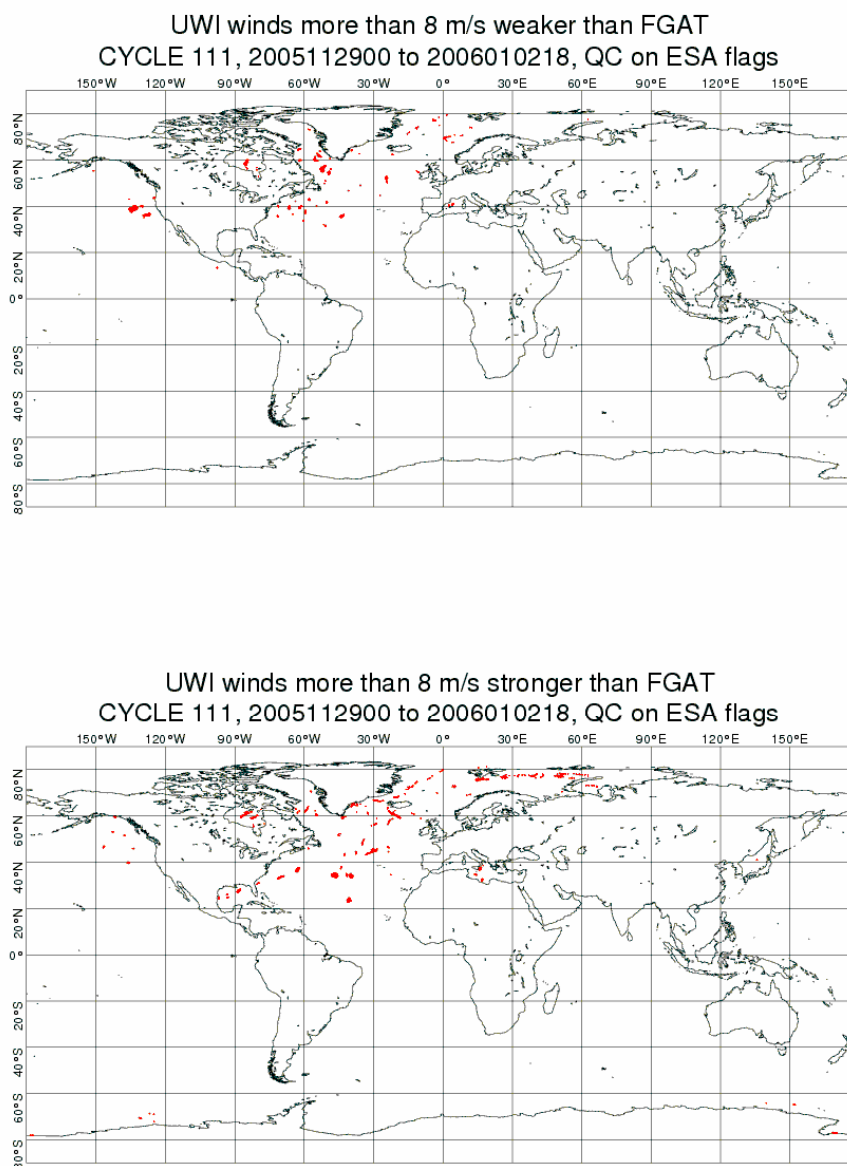 UWI winds more than 8 m/s weaker than FGAT
CYCLE 111, 2005112900 to 2006010218, QC on ESA flags
150°W 120°W 90°W 60°W 30°W 0° 30°E 60°E 90°E 120°E 150°E
80°N
60°N
40°N
20°N
0°
20°S
40°S
60°S
80°S
UWI winds more than 8 m/s stronger than FGAT
CYCLE 111, 2005112900 to 2006010218, QC on ESA flags
150°W 120°W 90°W 60°W 30°W 0° 30°E 60°E 90°E 120°E 150°E
80°N
60°N
40°N
20°N
0°
20°S
40°S
60°S
80°S